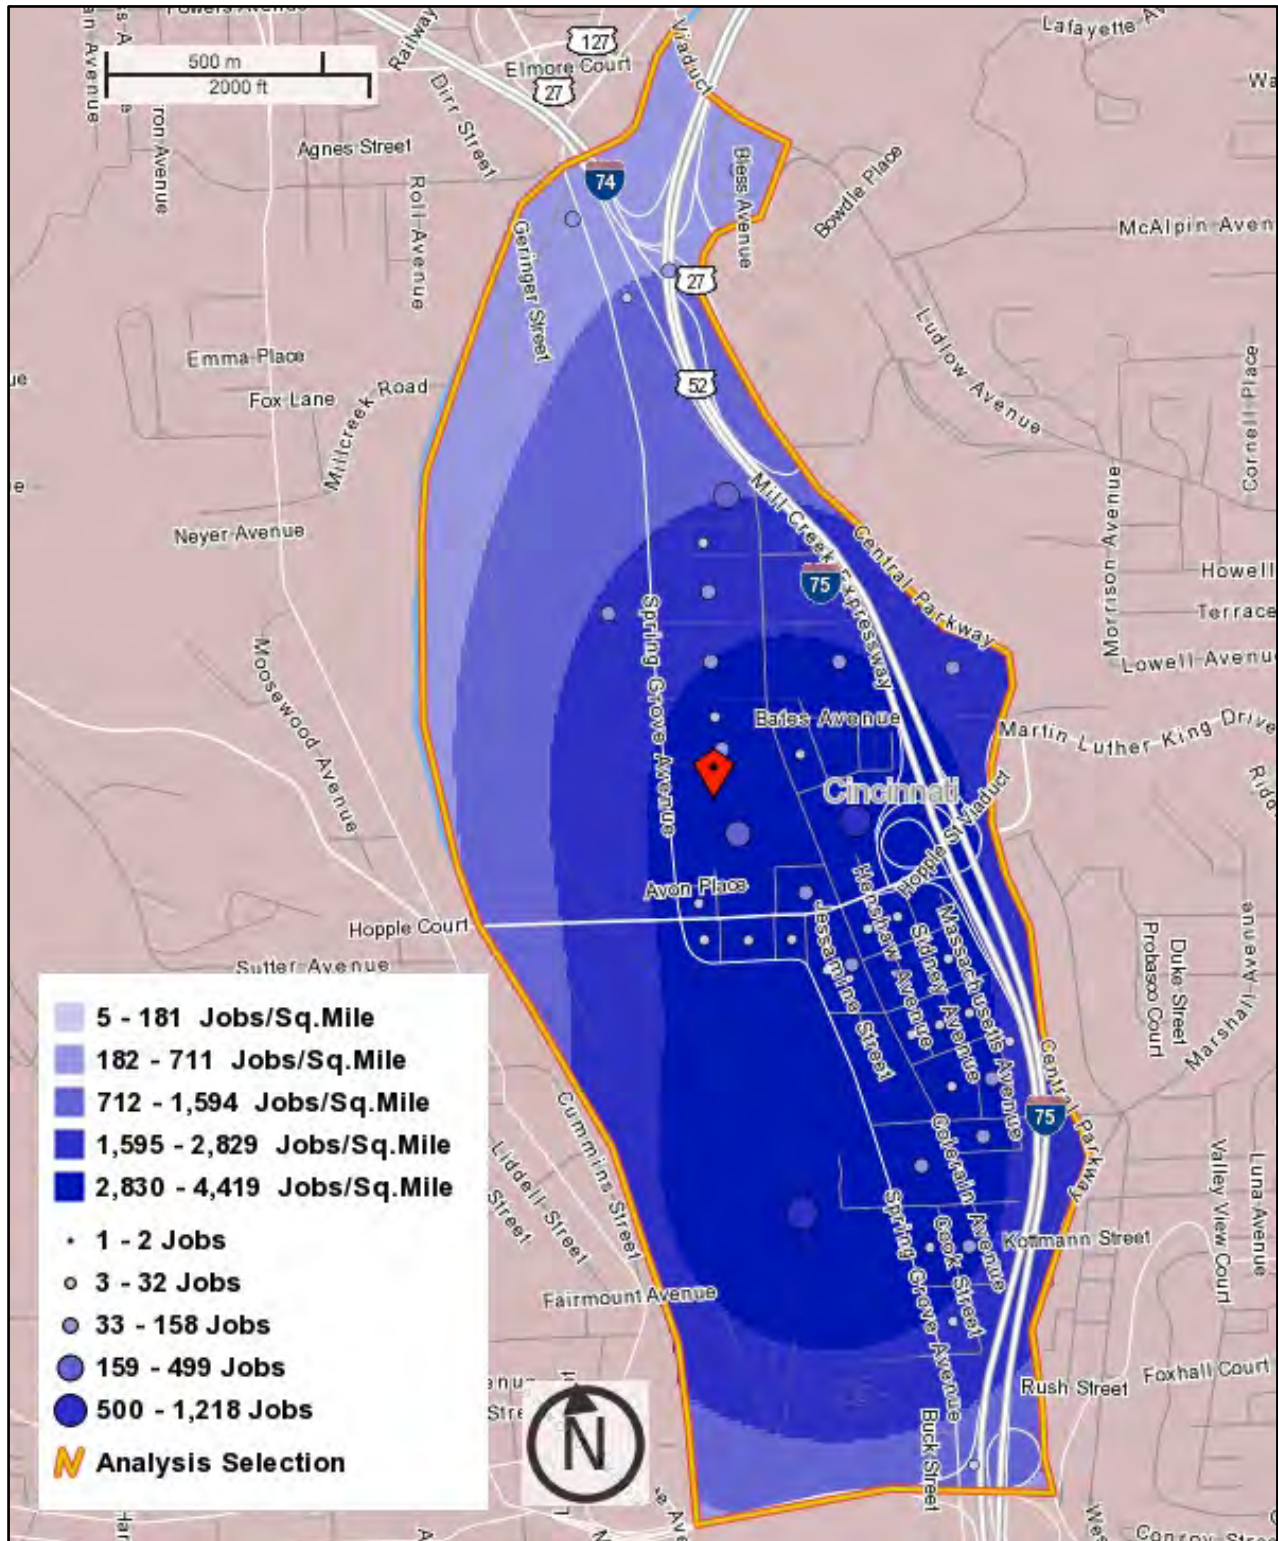 Powers Avenue
Viaduct
Railway
127
Elmore Court
27
500 m
2000 ft
Dirr Street
Agnes Street
74
Roll Avenue
Bless Avenue
Bowdle Place
McAlpin Aven
Geringer Street
27
Ludlow Avenue
Emma Place
Fox Lane
Millcreek Road
52
Cornell Place
Neyer Avenue
Mill Creek Expressway
Central Parkway
75
Morrison Avenue
Howell
Terrace
Lowell Avenu
Spring Grove Avenue
Moosewood Avenue
Bates Avenue
Martin Luther King Drive
Cincinnati
Hopple St Viaduct
Avon Place
Hopple Court
Henshaw Avenue
Jessamine Street
Sidney Avenue
Massachusetts Avenue
Probasco Court
Duke Street
Marshall Avenue
Sutter Avenue
5 - 181 Jobs/Sq.Mile
182 - 711 Jobs/Sq.Mile
712 - 1,594 Jobs/Sq.Mile
1,595 - 2,829 Jobs/Sq.Mile
2,830 - 4,419 Jobs/Sq.Mile
1 - 2 Jobs
3 - 32 Jobs
33 - 158 Jobs
159 - 499 Jobs
500 - 1,218 Jobs
Analysis Selection
Cummins Street
Liddell Street
Street
Central Parkway
75
Colerain Avenue
Spring Grove Avenue
Cook Street
Kottmann Street
Valley View Court
Luna Avenue
Fairmount Avenue
Rush Street
Foxhall Court
Buck Street
N